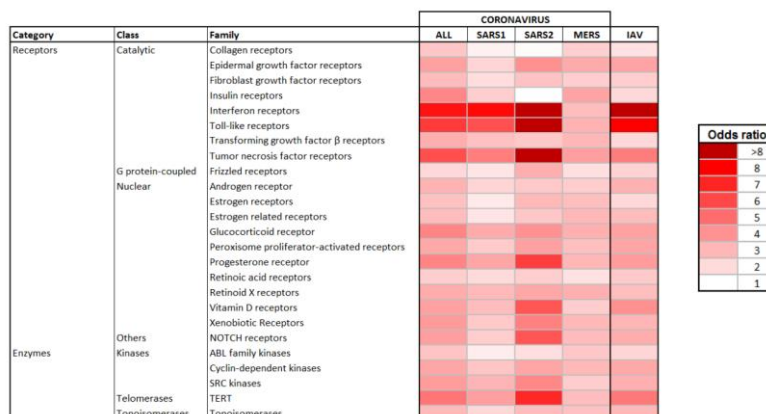 CORONAVIRUS
Category Class Family ALL SARS1 SARS2 MERS IAV
Receptors Catalytic Collagen receptors
Epidermal growth factor receptors
Fibroblast growth factor receptors
Insulin receptors
Interferon receptors
Toll-like receptors
Transforming growth factor β receptors
Tumor necrosis factor receptors
G protein-coupled Frizzled receptors
Nuclear Androgen receptor
Estrogen receptors
Estrogen related receptors
Glucocorticoid receptor
Peroxisome proliferator-activated receptors
Progesterone receptor
Retinoic acid receptors
Retinoid X receptors
Vitamin D receptors
Xenobiotic Receptors
Others NOTCH receptors
Enzymes Kinases ABL family kinases
Cyclin-dependent kinases
SRC kinases
Telomerases TERT
Topoisomerases Topoisomerases
Odds ratio
>8
8
7
6
5
4
3
2
1